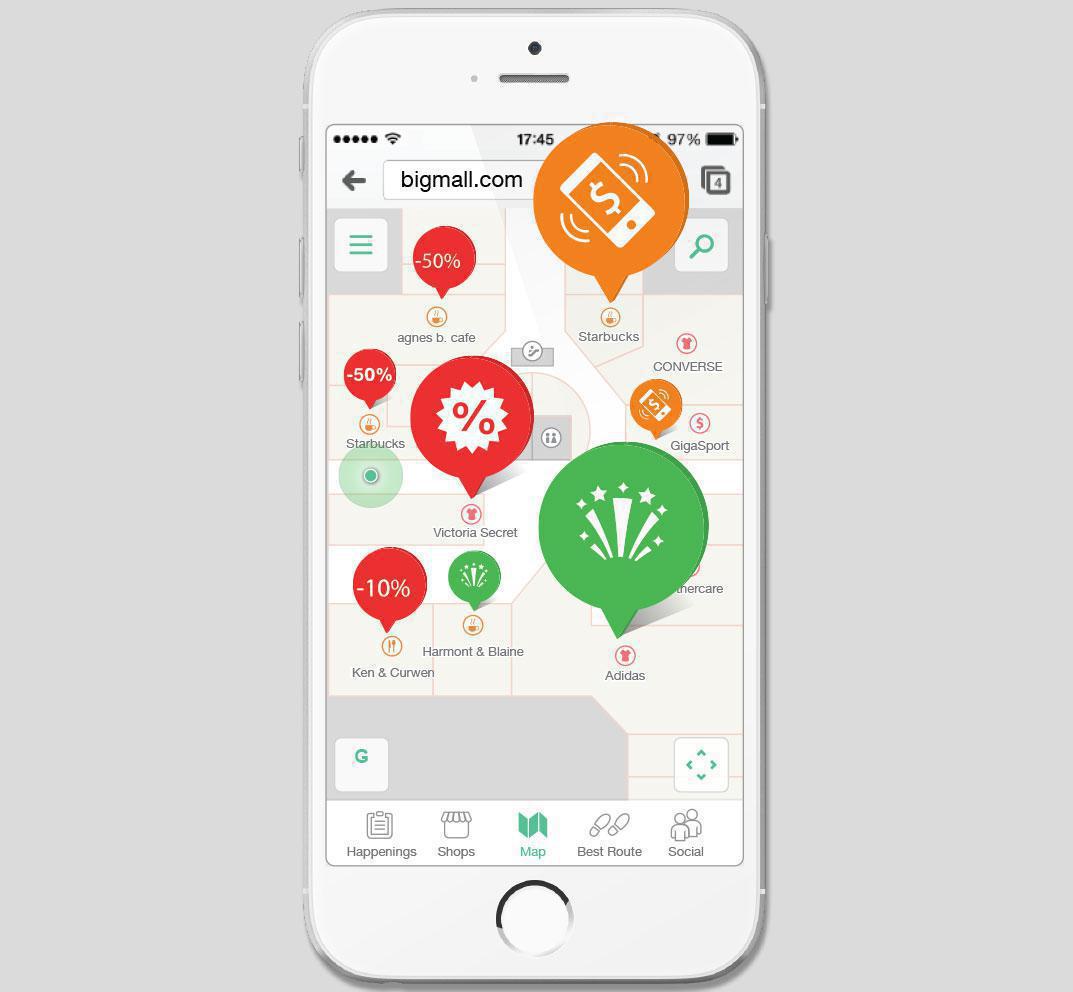 17:45
97%
bigmall.com
4
-50%
agnes b. cafe
Starbucks
CONVERSE
-50%
%
$
$
$
Starbucks
GigaSport
Victoria Secret
thercare
-10%
Harmont & Blaine
Ken & Curwen
Adidas
G
Happenings
Shops
Map
Best Route
Social